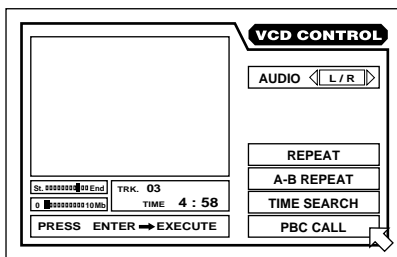 VCD CONTROL
AUDIO L / R
REPEAT
A-B REPEAT
TIME SEARCH
PBC CALL
St. End
0 10Mb
TRK. 03
TIME 4 : 58
PRESS ENTER ➡ EXECUTE